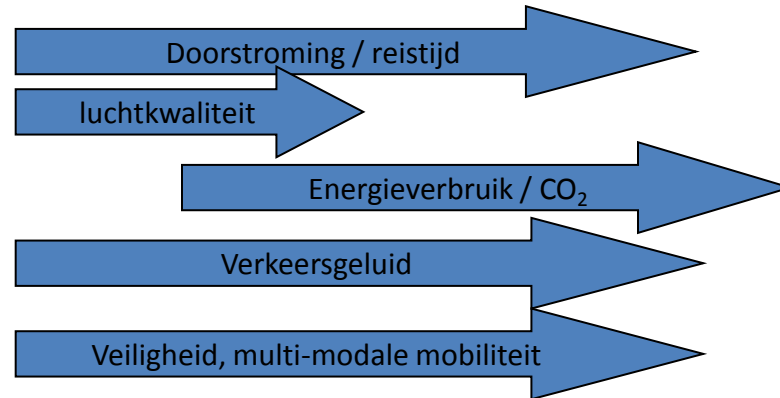 Doorstroming / reistijd
luchtkwaliteit
Energieverbruik / CO₂
Verkeersgeluid
Veiligheid, multi-modale mobiliteit